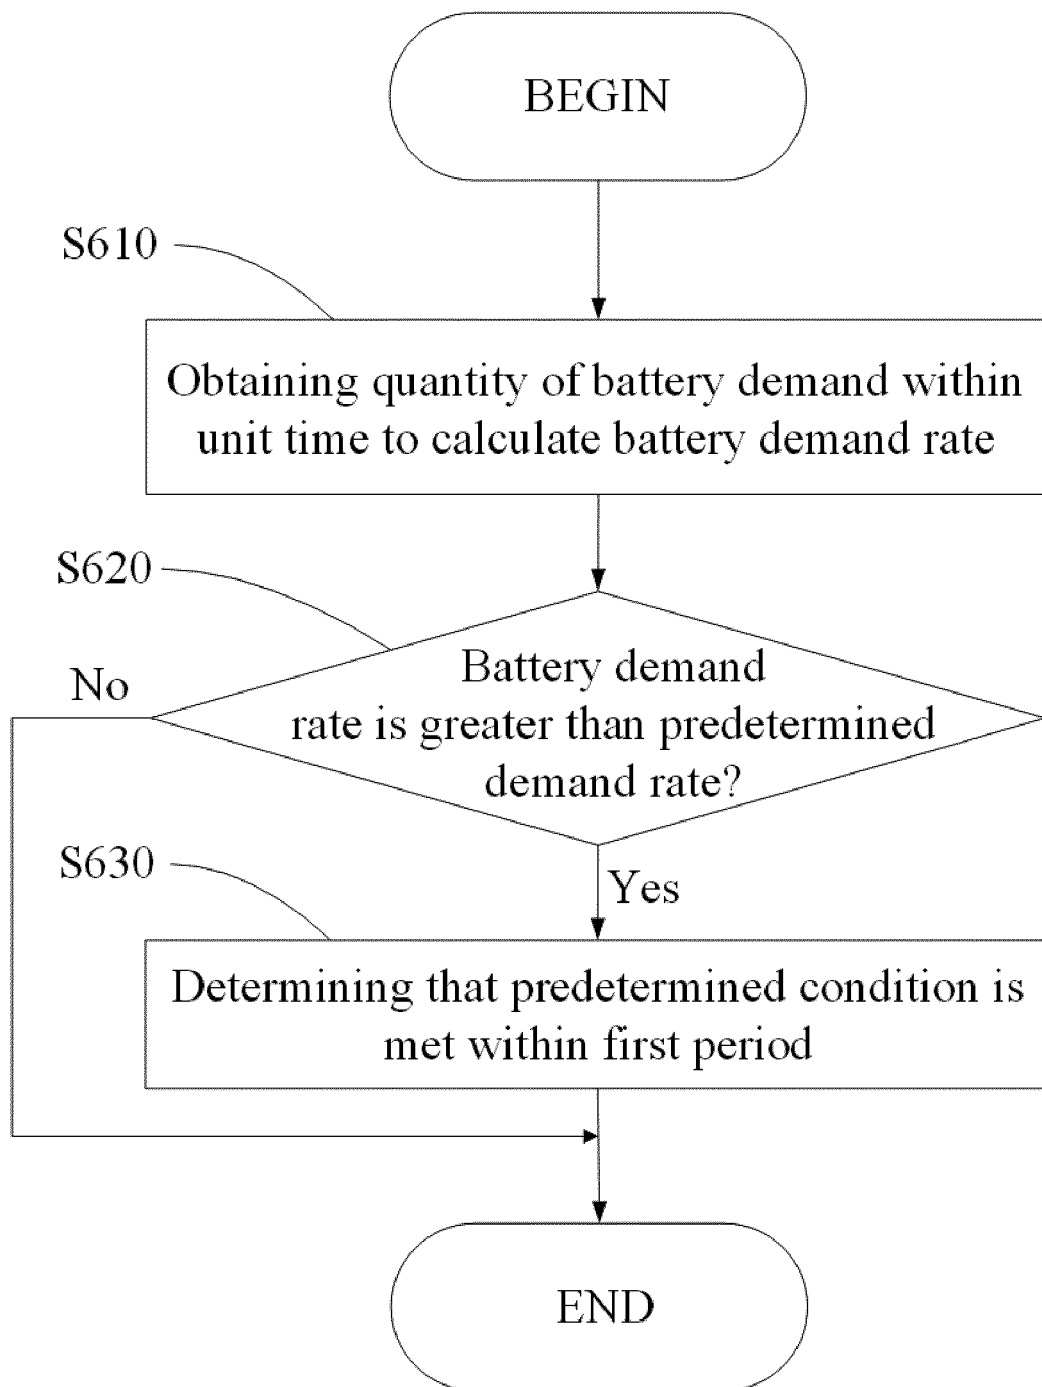 BEGIN
S610
Obtaining quantity of battery demand within
unit time to calculate battery demand rate
S620
No
Battery demand
rate is greater than predetermined
demand rate?
S630
Yes
Determining that predetermined condition is
met within first period
END